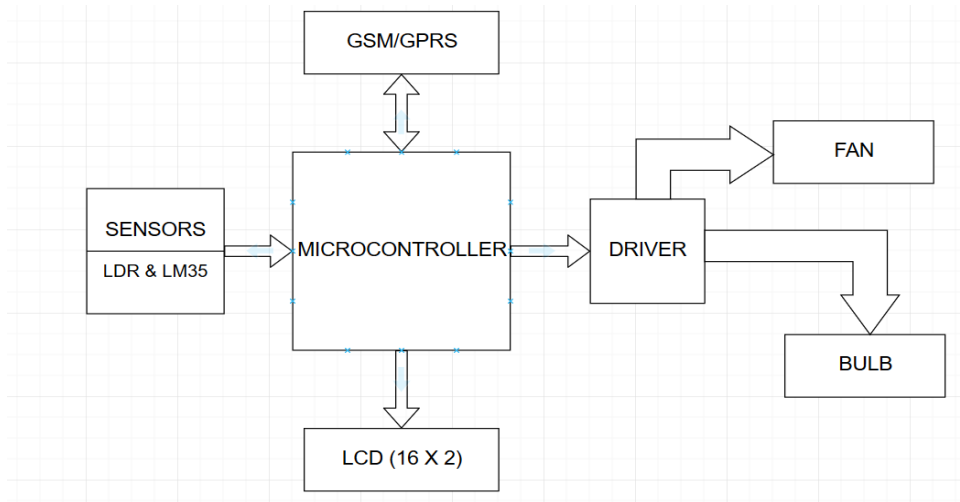 GSM/GPRS
FAN
SENSORS
LDR & LM35
MICROCONTROLLER
DRIVER
BULB
LCD (16 X 2)